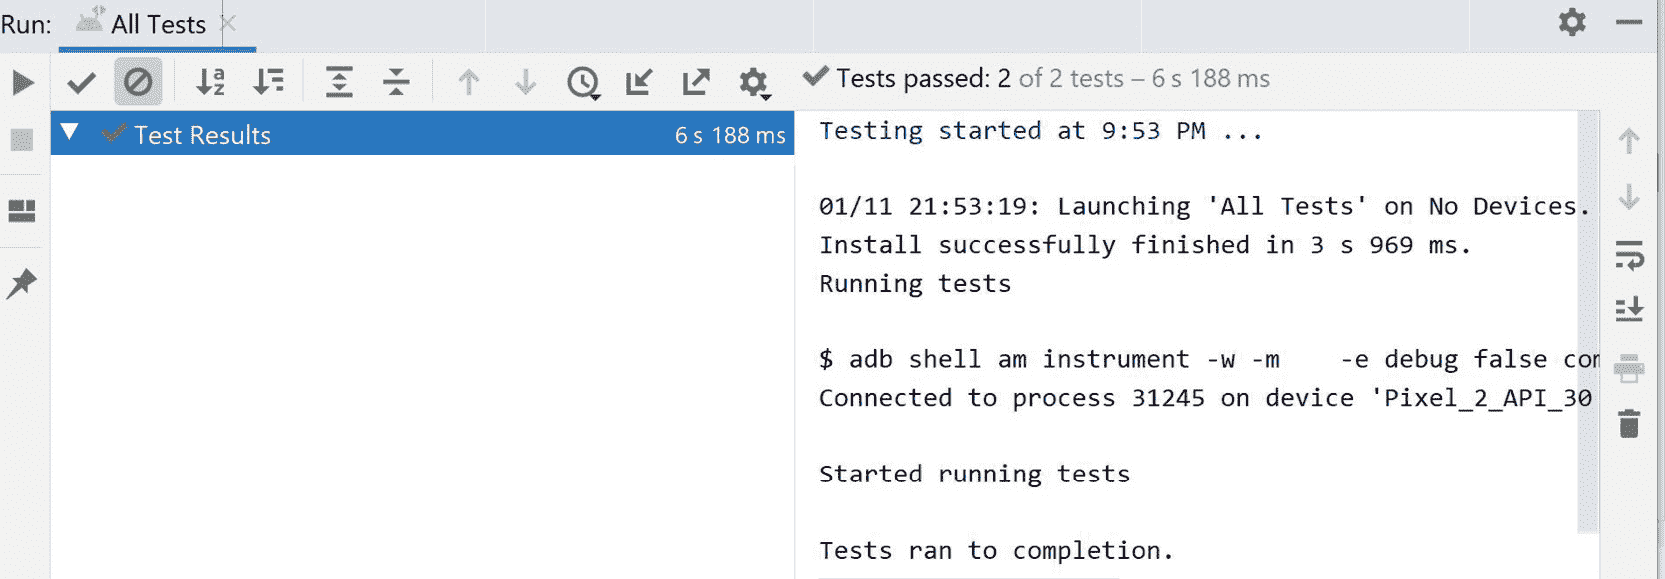 Run: All Tests
Tests passed: 2 of 2 tests – 6 s 188 ms
Test Results 6 s 188 ms
Testing started at 9:53 PM ...
01/11 21:53:19: Launching 'All Tests' on No Devices.
Install successfully finished in 3 s 969 ms.
Running tests
$ adb shell am instrument -w -m    -e debug false com
Connected to process 31245 on device 'Pixel_2_API_30
Started running tests
Tests ran to completion.